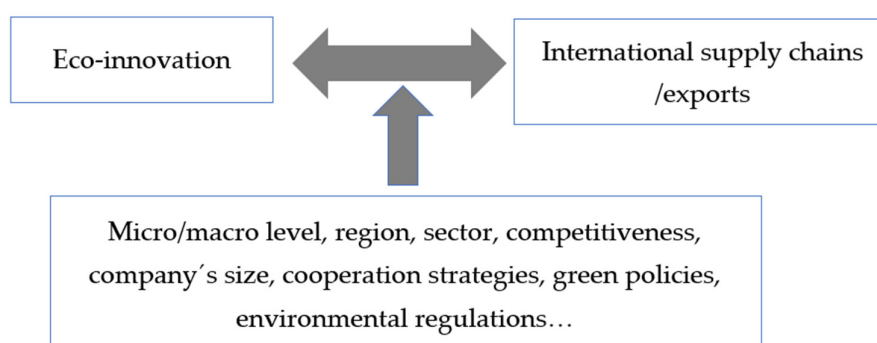 Eco-innovation
International supply chains
/exports
Micro/macro level, region, sector, competitiveness,
company´s size, cooperation strategies, green policies,
environmental regulations…